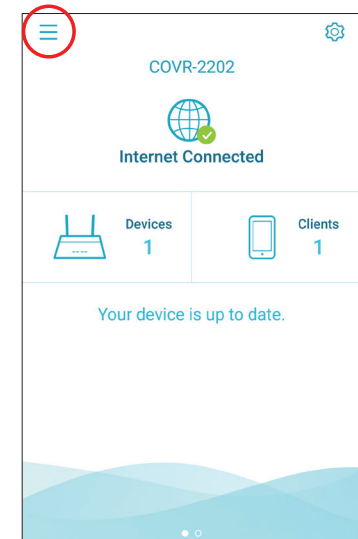 COVR-2202
Internet Connected
Devices
1
Clients
1
Your device is up to date.